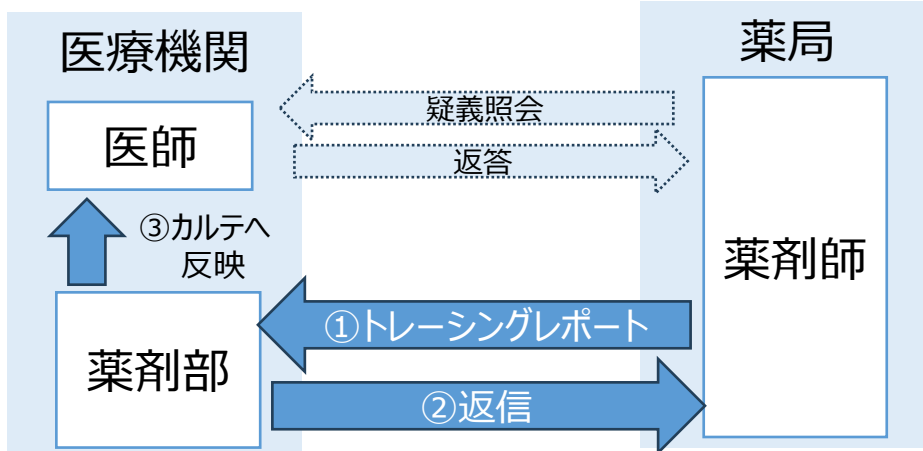 医療機関
薬局
医師
疑義照会
返答
③カルテへ
反映
薬剤師
①トレーシングレポート
薬剤部
②返信